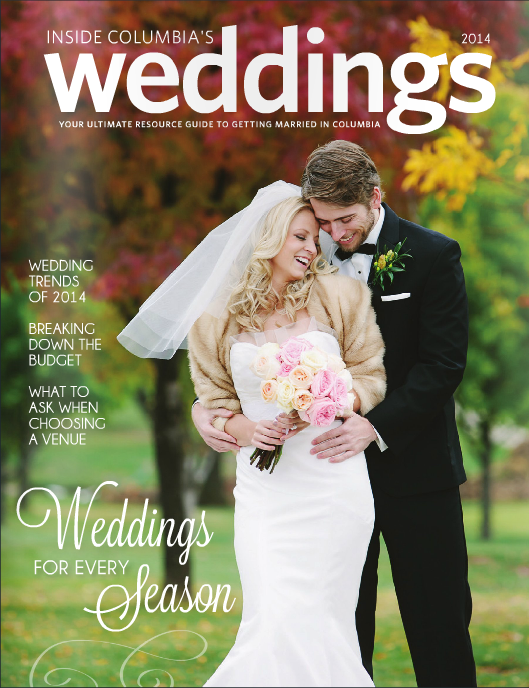 INSIDE COLUMBIA'S
2014
weddings
YOUR ULTIMATE RESOURCE GUIDE TO GETTING MARRIED IN COLUMBIA
WEDDING
TRENDS
OF 2014
BREAKING
DOWN THE
BUDGET
WHAT TO
ASK WHEN
CHOOSING
A VENUE
Weddings
FOR EVERY
Season